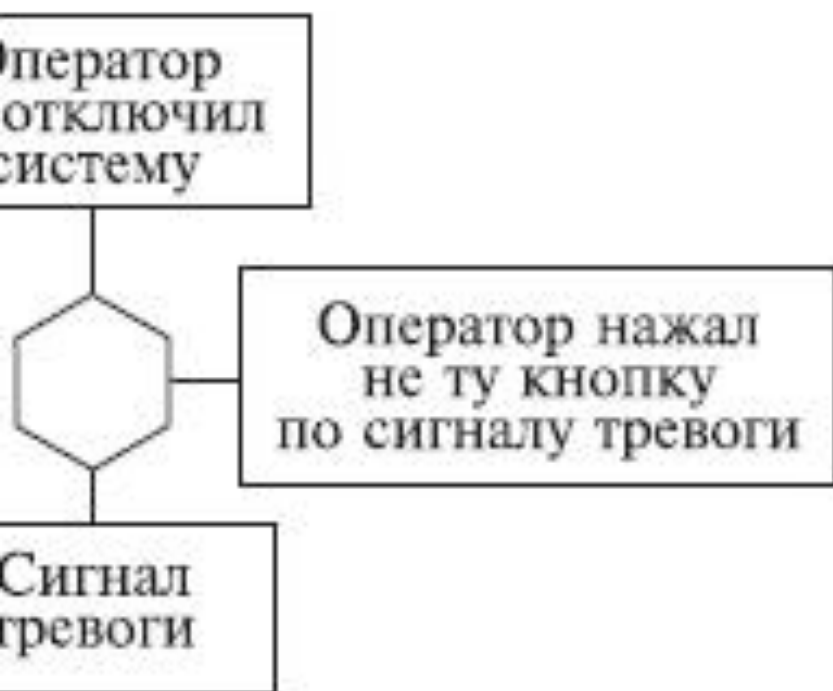 Оператор
отключил
систему
Оператор нажал
не ту кнопку
по сигналу тревоги
Сигнал
тревоги